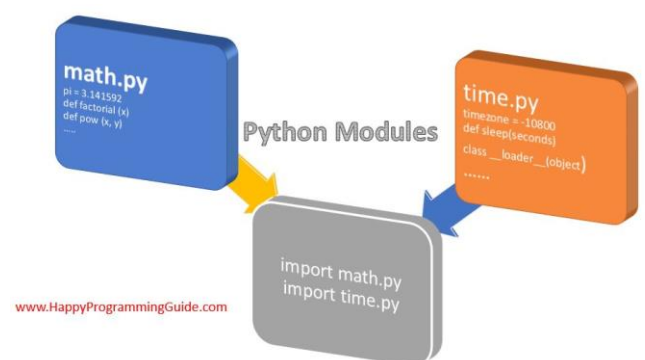 math.py
pi = 3.141592
def factorial (x)
def pow (x, y)
.....
Python Modules
time.py
timezone = -10800
def sleep(seconds)
class __loader__(object)
......
import math.py
import time.py
www.HappyProgrammingGuide.com